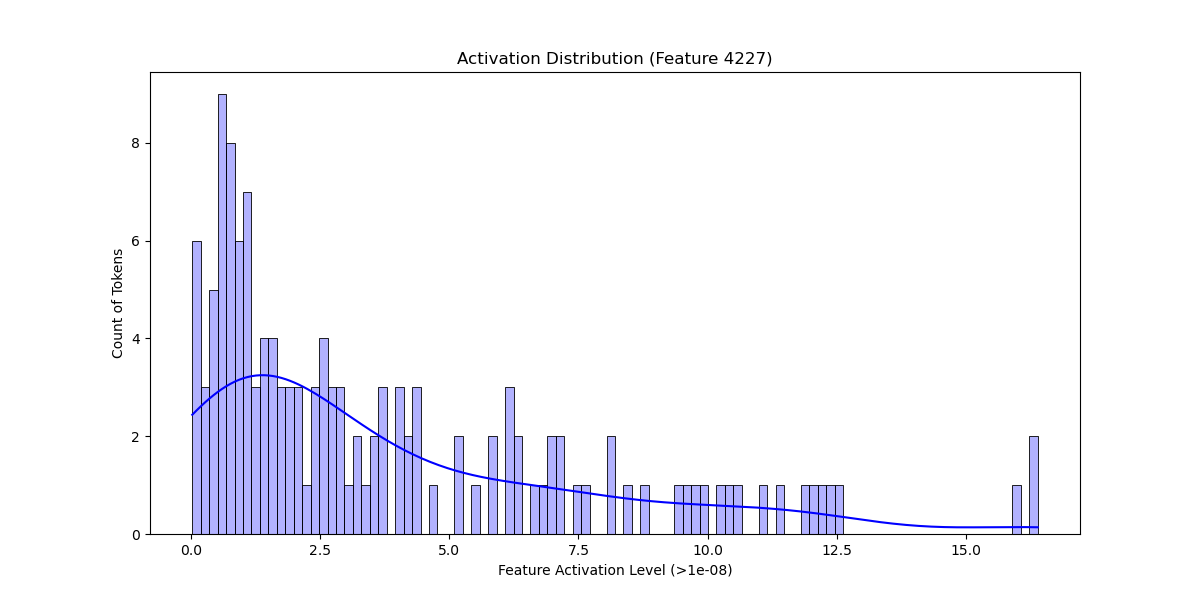 Activation Distribution (Feature 4227)
Count of Tokens
8
6
4
2
0
0.0 2.5 5.0 7.5 10.0 12.5 15.0
Feature Activation Level (>1e-08)